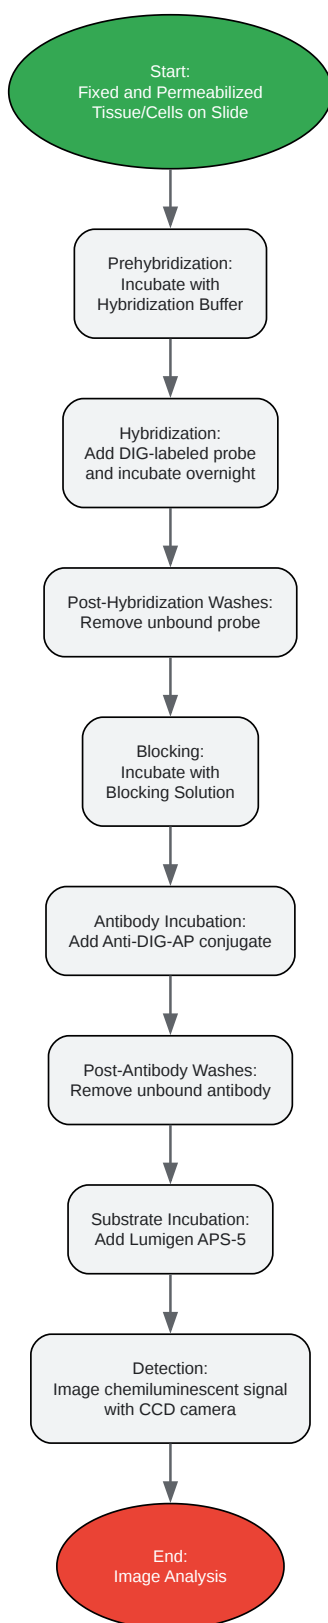 Start:
Fixed and Permeabilized
Tissue/Cells on Slide
Prehybridization:
Incubate with
Hybridization Buffer
Hybridization:
Add DIG-labeled probe
and incubate overnight
Post-Hybridization Washes:
Remove unbound probe
Blocking:
Incubate with
Blocking Solution
Antibody Incubation:
Add Anti-DIG-AP conjugate
Post-Antibody Washes:
Remove unbound antibody
Substrate Incubation:
Add Lumigen APS-5
Detection:
Image chemiluminescent signal
with CCD camera
End:
Image Analysis